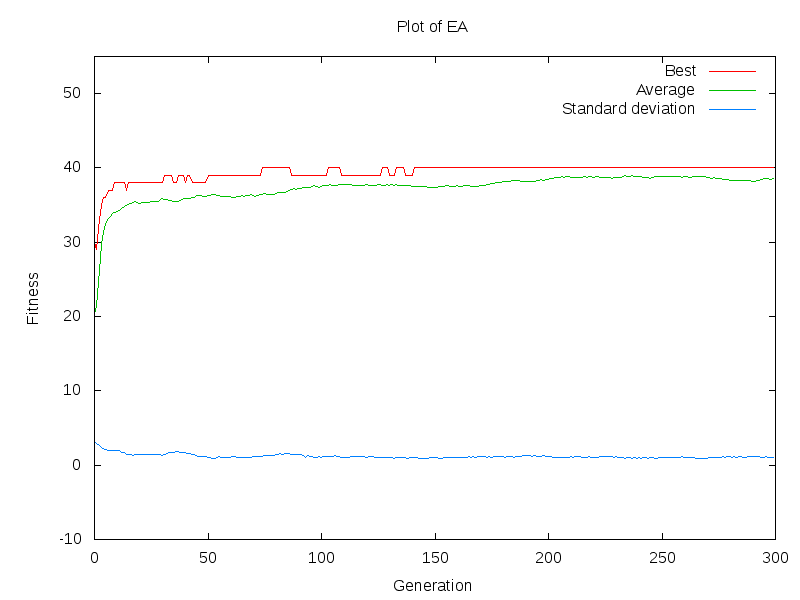 Plot of EA
Best
Average
Standard deviation
50
40
30
20
10
0
-10
Fitness
0 50 100 150 200 250 300
Generation